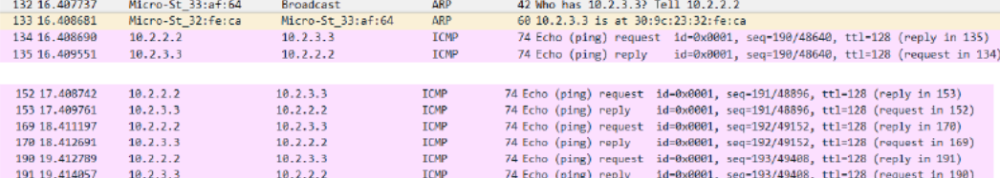 132 16.407737 Micro-St_33:af:64 Broadcast ARP 42 Who has 10.2.3.3? Tell 10.2.2.2
133 16.408681 Micro-St_32:fe:ca Micro-St_33:af:64 ARP 60 10.2.3.3 is at 30:9c:23:32:fe:ca
134 16.408690 10.2.2.2 10.2.3.3 ICMP 74 Echo (ping) request id=0x0001, seq=190/48640, ttl=128 (reply in 135)
135 16.409551 10.2.3.3 10.2.2.2 ICMP 74 Echo (ping) reply id=0x0001, seq=190/48640, ttl=128 (request in 134)
152 17.408742 10.2.2.2 10.2.3.3 ICMP 74 Echo (ping) request id=0x0001, seq=191/48896, ttl=128 (reply in 153)
153 17.409761 10.2.3.3 10.2.2.2 ICMP 74 Echo (ping) reply id=0x0001, seq=191/48896, ttl=128 (request in 152)
169 18.411197 10.2.2.2 10.2.3.3 ICMP 74 Echo (ping) request id=0x0001, seq=192/49152, ttl=128 (reply in 170)
170 18.412691 10.2.3.3 10.2.2.2 ICMP 74 Echo (ping) reply id=0x0001, seq=192/49152, ttl=128 (request in 169)
190 19.412789 10.2.2.2 10.2.3.3 ICMP 74 Echo (ping) request id=0x0001, seq=193/49408, ttl=128 (reply in 191)
191 19.414057 10.2.3.3 10.2.2.2 ICMP 74 Echo (ping) reply id=0x0001, seq=193/49408, ttl=128 (request in 190)